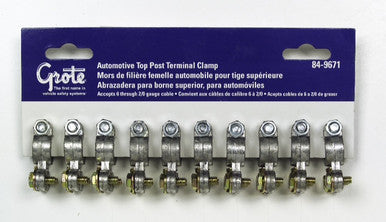 Grote
The first name in
vehicle safety systems
Automotive Top Post Terminal Clamp
84-9671
Mors de filière femelle automobile pour tige supérieure
Abrazadera para borne superior, para automóviles
Accepts 6 through 2/0 gauge cable • Convient aux câbles de calibre 6 à 2/0 • Acepta cables de 6 a 2/0 de grosor